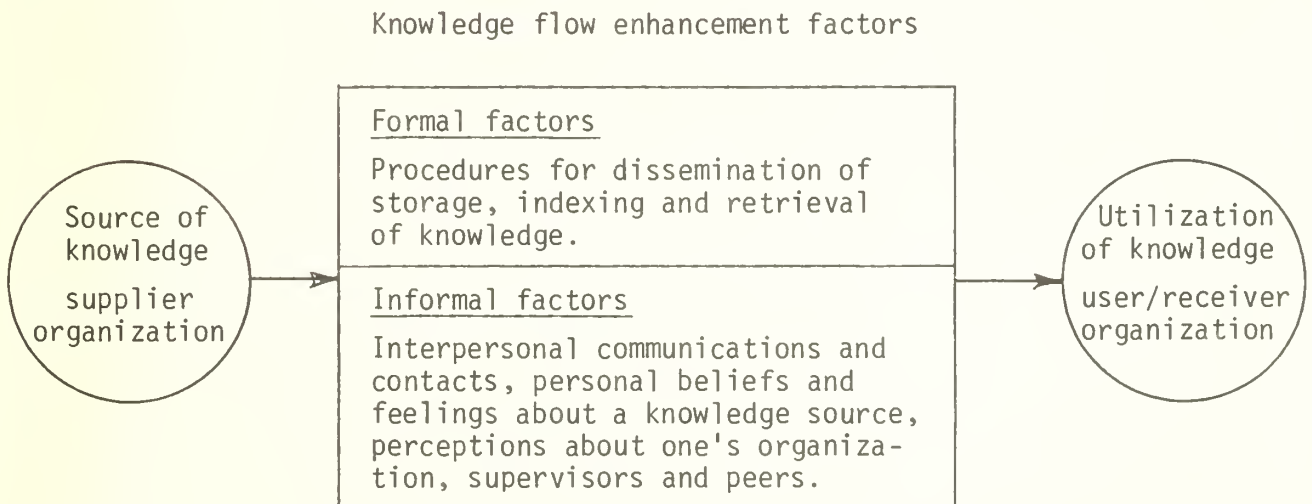 Knowledge flow enhancement factors
Source of
knowledge
supplier
organization
Formal factors
Procedures for dissemination of
storage, indexing and retrieval
of knowledge.
Informal factors
Interpersonal communications and
contacts, personal beliefs and
feelings about a knowledge source,
perceptions about one's organiza-
tion, supervisors and peers.
Utilization
of knowledge
user/receiver
organization